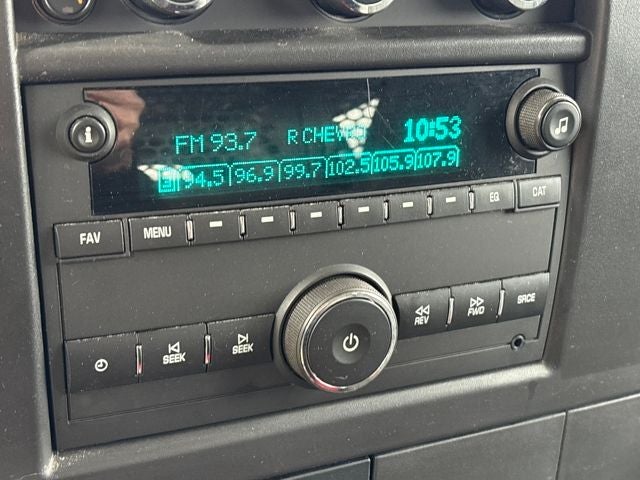 FM 93.7 R CHEVRO 10:53
94.5 96.9 99.7 102.5 105.9 107.9
FAV MENU EQ CAT
REV FWD SRCE
SEEK SEEK